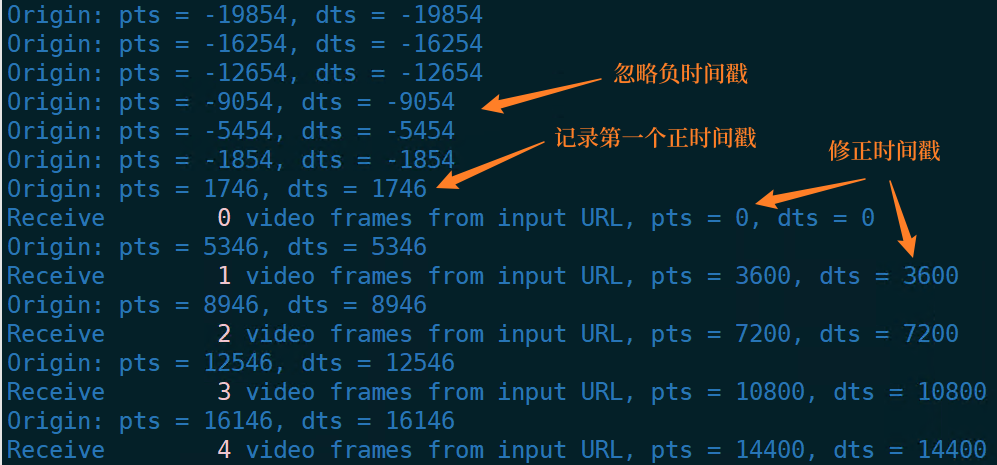 Origin: pts = -19854, dts = -19854
Origin: pts = -16254, dts = -16254
Origin: pts = -12654, dts = -12654
忽略负时间戳
Origin: pts = -9054, dts = -9054
Origin: pts = -5454, dts = -5454
记录第一个正时间戳
修正时间戳
Origin: pts = -1854, dts = -1854
Origin: pts = 1746, dts = 1746
Receive        0 video frames from input URL, pts = 0, dts = 0
Origin: pts = 5346, dts = 5346
Receive        1 video frames from input URL, pts = 3600, dts = 3600
Origin: pts = 8946, dts = 8946
Receive        2 video frames from input URL, pts = 7200, dts = 7200
Origin: pts = 12546, dts = 12546
Receive        3 video frames from input URL, pts = 10800, dts = 10800
Origin: pts = 16146, dts = 16146
Receive        4 video frames from input URL, pts = 14400, dts = 14400